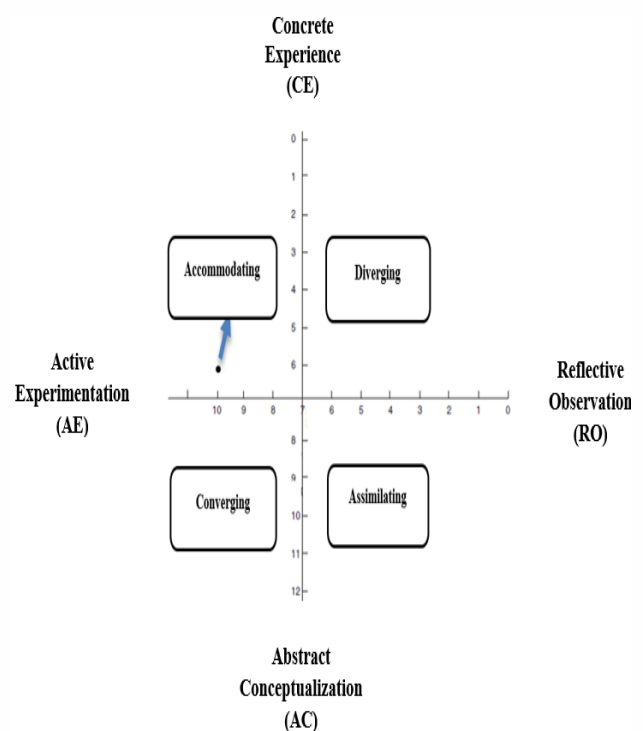 Concrete
Experience
(CE)
0
1
2
3
4
5
6
Accommodating
Diverging
Active
Experimentation
(AE)
Reflective
Observation
(RO)
10 9 8 7 6 5 4 3 2 1 0
8
9
10
11
12
Converging
Assimilating
Abstract
Conceptualization
(AC)